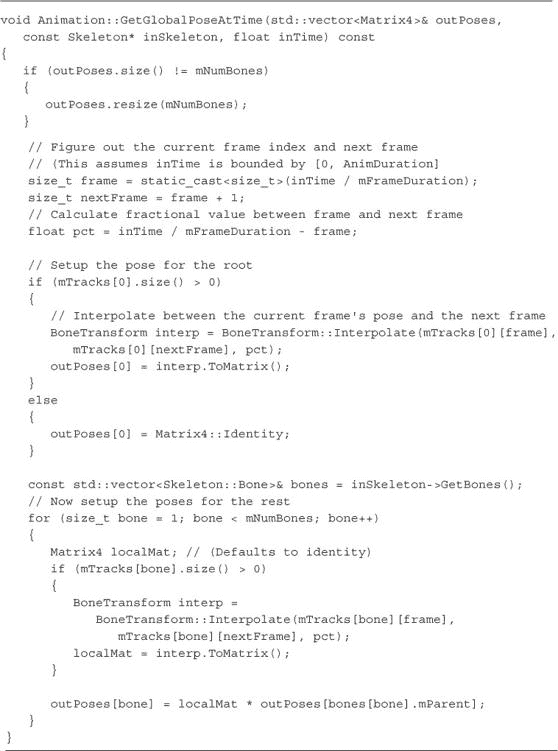 void Animation::GetGlobalPoseAtTime(std::vector<Matrix4>& outPoses,
   const Skeleton* inSkeleton, float inTime) const
{
   if (outPoses.size() != mNumBones)
   {
      outPoses.resize(mNumBones);
   }
   // Figure out the current frame index and next frame
   // (This assumes inTime is bounded by [0, AnimDuration]
   size_t frame = static_cast<size_t>(inTime / mFrameDuration);
   size_t nextFrame = frame + 1;
   // Calculate fractional value between frame and next frame
   float pct = inTime / mFrameDuration - frame;

   // Setup the pose for the root
   if (mTracks[0].size() > 0)
   {
      // Interpolate between the current frame's pose and the next frame
      BoneTransform interp = BoneTransform::Interpolate(mTracks[0][frame],
         mTracks[0][nextFrame], pct);
      outPoses[0] = interp.ToMatrix();
   }
   else
   {
      outPoses[0] = Matrix4::Identity;
   }

   const std::vector<Skeleton::Bone>& bones = inSkeleton->GetBones();
   // Now setup the poses for the rest
   for (size_t bone = 1; bone < mNumBones; bone++)
   {
      Matrix4 localMat; // (Defaults to identity)
      if (mTracks[bone].size() > 0)
      {
         BoneTransform interp =
            BoneTransform::Interpolate(mTracks[bone][frame],
               mTracks[bone][nextFrame], pct);
         localMat = interp.ToMatrix();
      }

      outPoses[bone] = localMat * outPoses[bones[bone].mParent];
   }
}